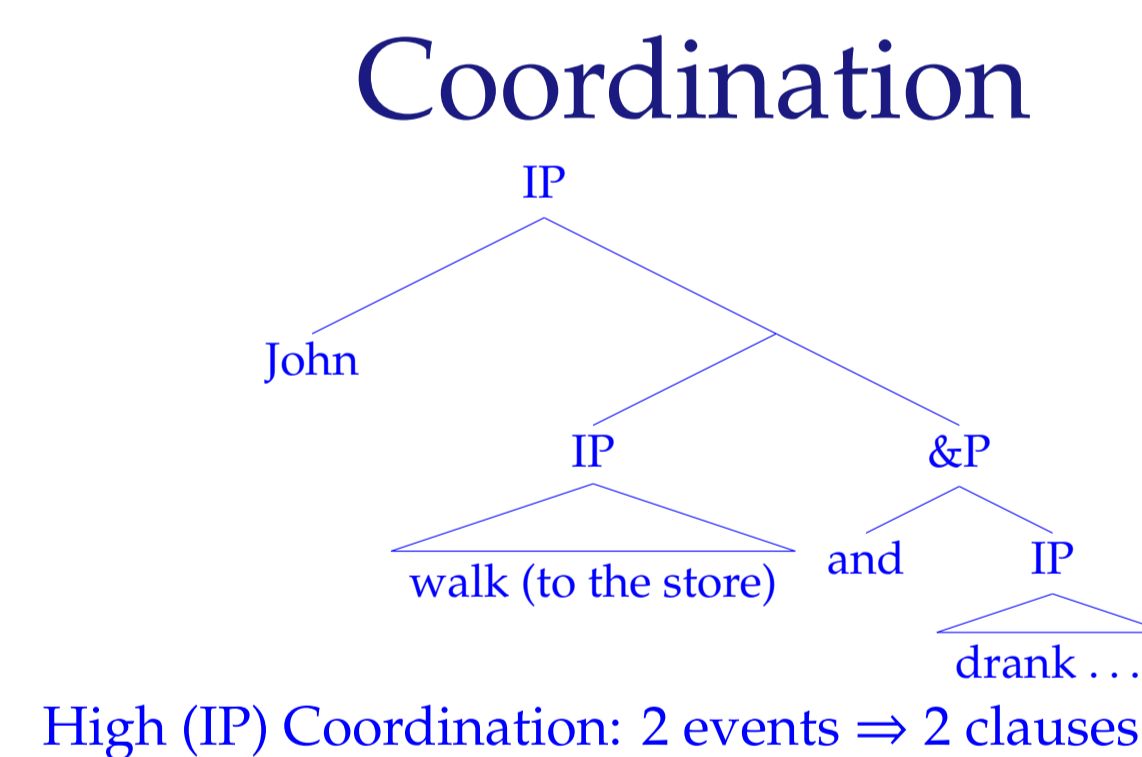 Coordination
IP
John
IP &P
walk (to the store) and IP
drank . . .
High (IP) Coordination: 2 events ⇒ 2 clauses